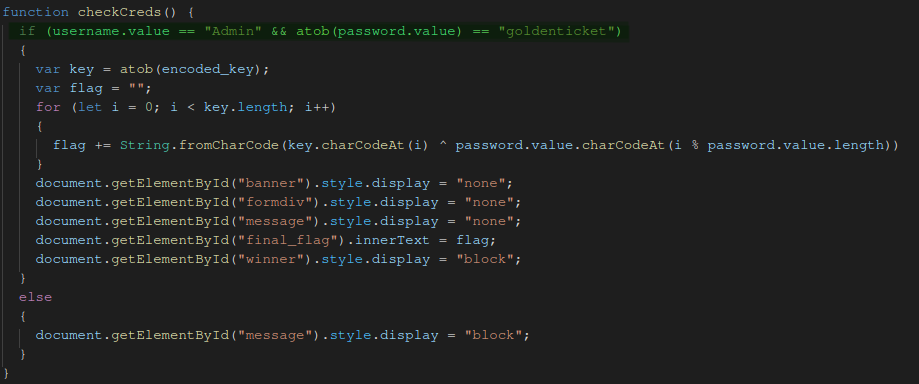 function checkCreds() {
if (username.value == "Admin" && atob(password.value) == "goldenticket")
{
var key = atob(encoded_key);
var flag = "";
for (let i = 0; i < key.length; i++)
{
flag += String.fromCharCode(key.charCodeAt(i) ^ password.value.charCodeAt(i % password.value.length))
}
document.getElementById("banner").style.display = "none";
document.getElementById("formdiv").style.display = "none";
document.getElementById("message").style.display = "none";
document.getElementById("final_flag").innerText = flag;
document.getElementById("winner").style.display = "block";
}
else
{
document.getElementById("message").style.display = "block";
}
}